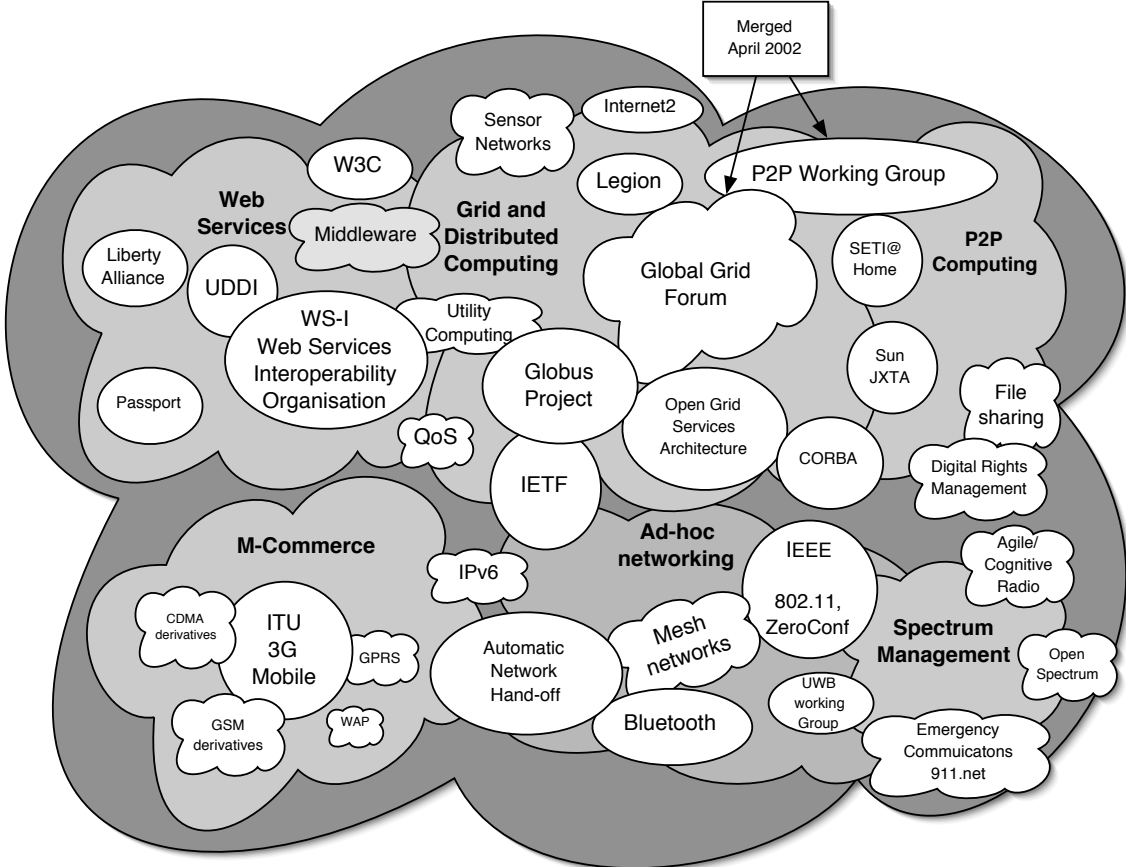 Merged
April 2002
Internet2
Sensor
Networks
W3C
Legion
P2P Working Group
Web
Services
Middleware
Grid and
Distributed
Computing
Global Grid
Forum
SETI@
Home
P2P
Computing
Liberty
Alliance
UDDI
WS-I
Web Services
Interoperability
Organisation
Utility
Computing
Globus
Project
Sun
JXTA
Passport
QoS
Open Grid
Services
Architecture
File
sharing
CORBA
Digital Rights
Management
IETF
M-Commerce
IPv6
Ad-hoc
networking
IEEE
802.11,
ZeroConf
Agile/
Cognitive
Radio
CDMA
derivatives
ITU
3G
Mobile
GPRS
Automatic
Network
Hand-off
Mesh
networks
Spectrum
Management
Open
Spectrum
GSM
derivatives
WAP
Bluetooth
UWB
working
Group
Emergency
Commuicatons
911.net